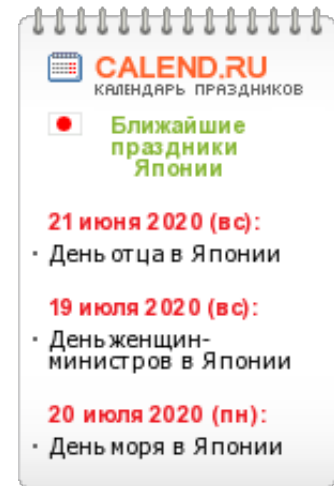 CALEND.RU
КАЛЕНДАРЬ ПРАЗДНИКОВ
Ближайшие
праздники
Японии
21 июня 2020 (вс):
· День отца в Японии
19 июля 2020 (вс):
· День женщин-
министров в Японии
20 июля 2020 (пн):
· День моря в Японии